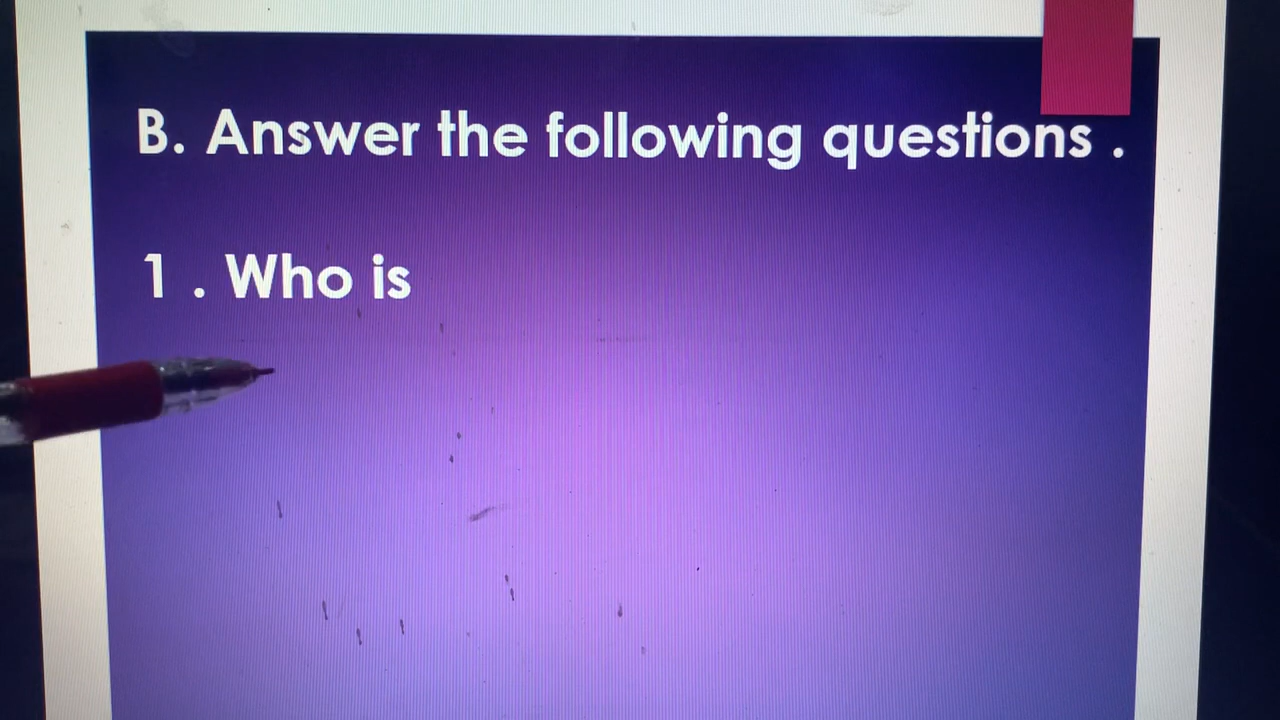 B. Answer the following questions .
1 . Who is